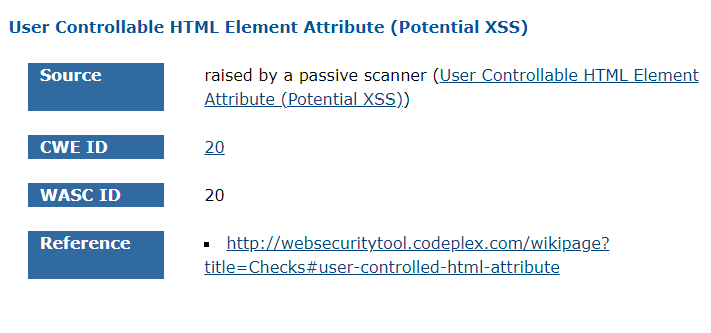 User Controllable HTML Element Attribute (Potential XSS)
Source raised by a passive scanner (User Controllable HTML Element
Attribute (Potential XSS))
CWE ID 20
WASC ID 20
Reference ▪ http://websecuritytool.codeplex.com/wikipage?
title=Checks#user-controlled-html-attribute